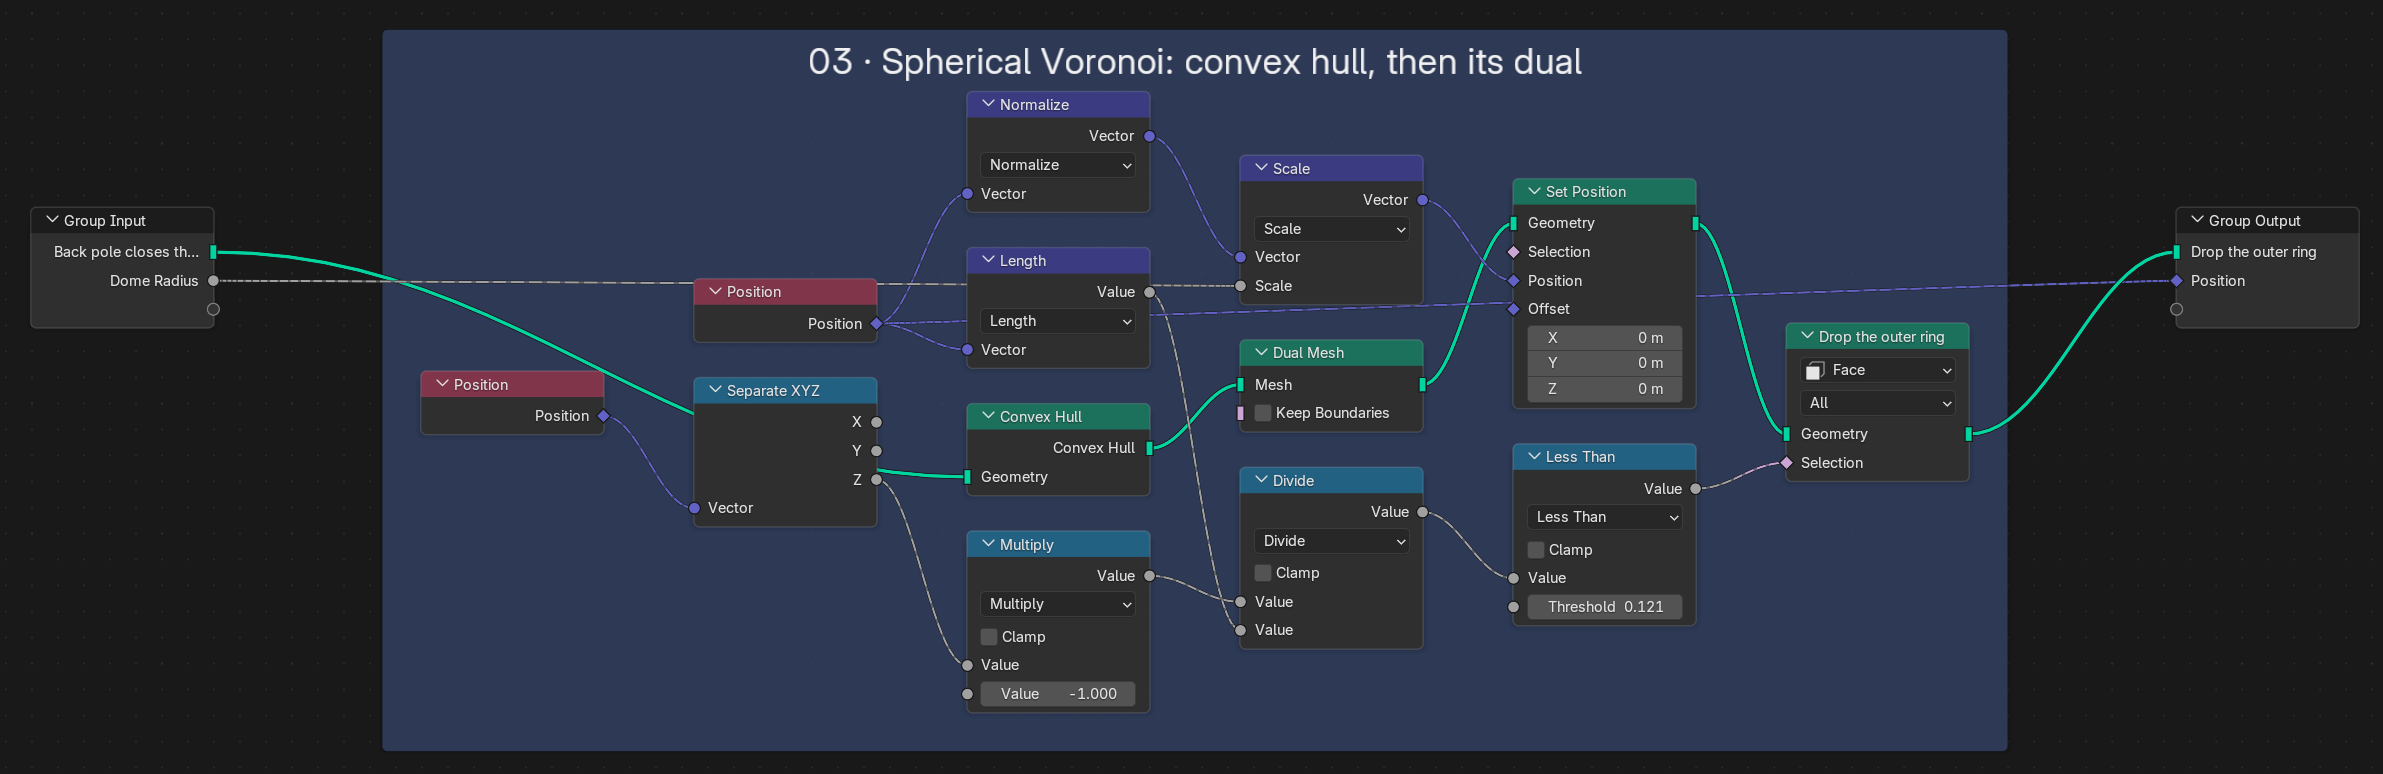 03 · Spherical Voronoi: convex hull, then its dual
Group Input
Back pole closes th...
Dome Radius
Position
Position
Position
Position
Separate XYZ
X
Y
Z
Vector
Normalize
Vector
Normalize
Vector
Length
Value
Length
Vector
Convex Hull
Convex Hull
Geometry
Multiply
Value
Multiply
Clamp
Value
Value -1.000
Scale
Vector
Scale
Vector
Scale
Dual Mesh
Mesh
Keep Boundaries
Divide
Value
Divide
Clamp
Value
Value
Set Position
Geometry
Selection
Position
Offset
X 0 m
Y 0 m
Z 0 m
Less Than
Value
Less Than
Clamp
Value
Threshold 0.121
Drop the outer ring
Face
All
Geometry
Selection
Group Output
Drop the outer ring
Position